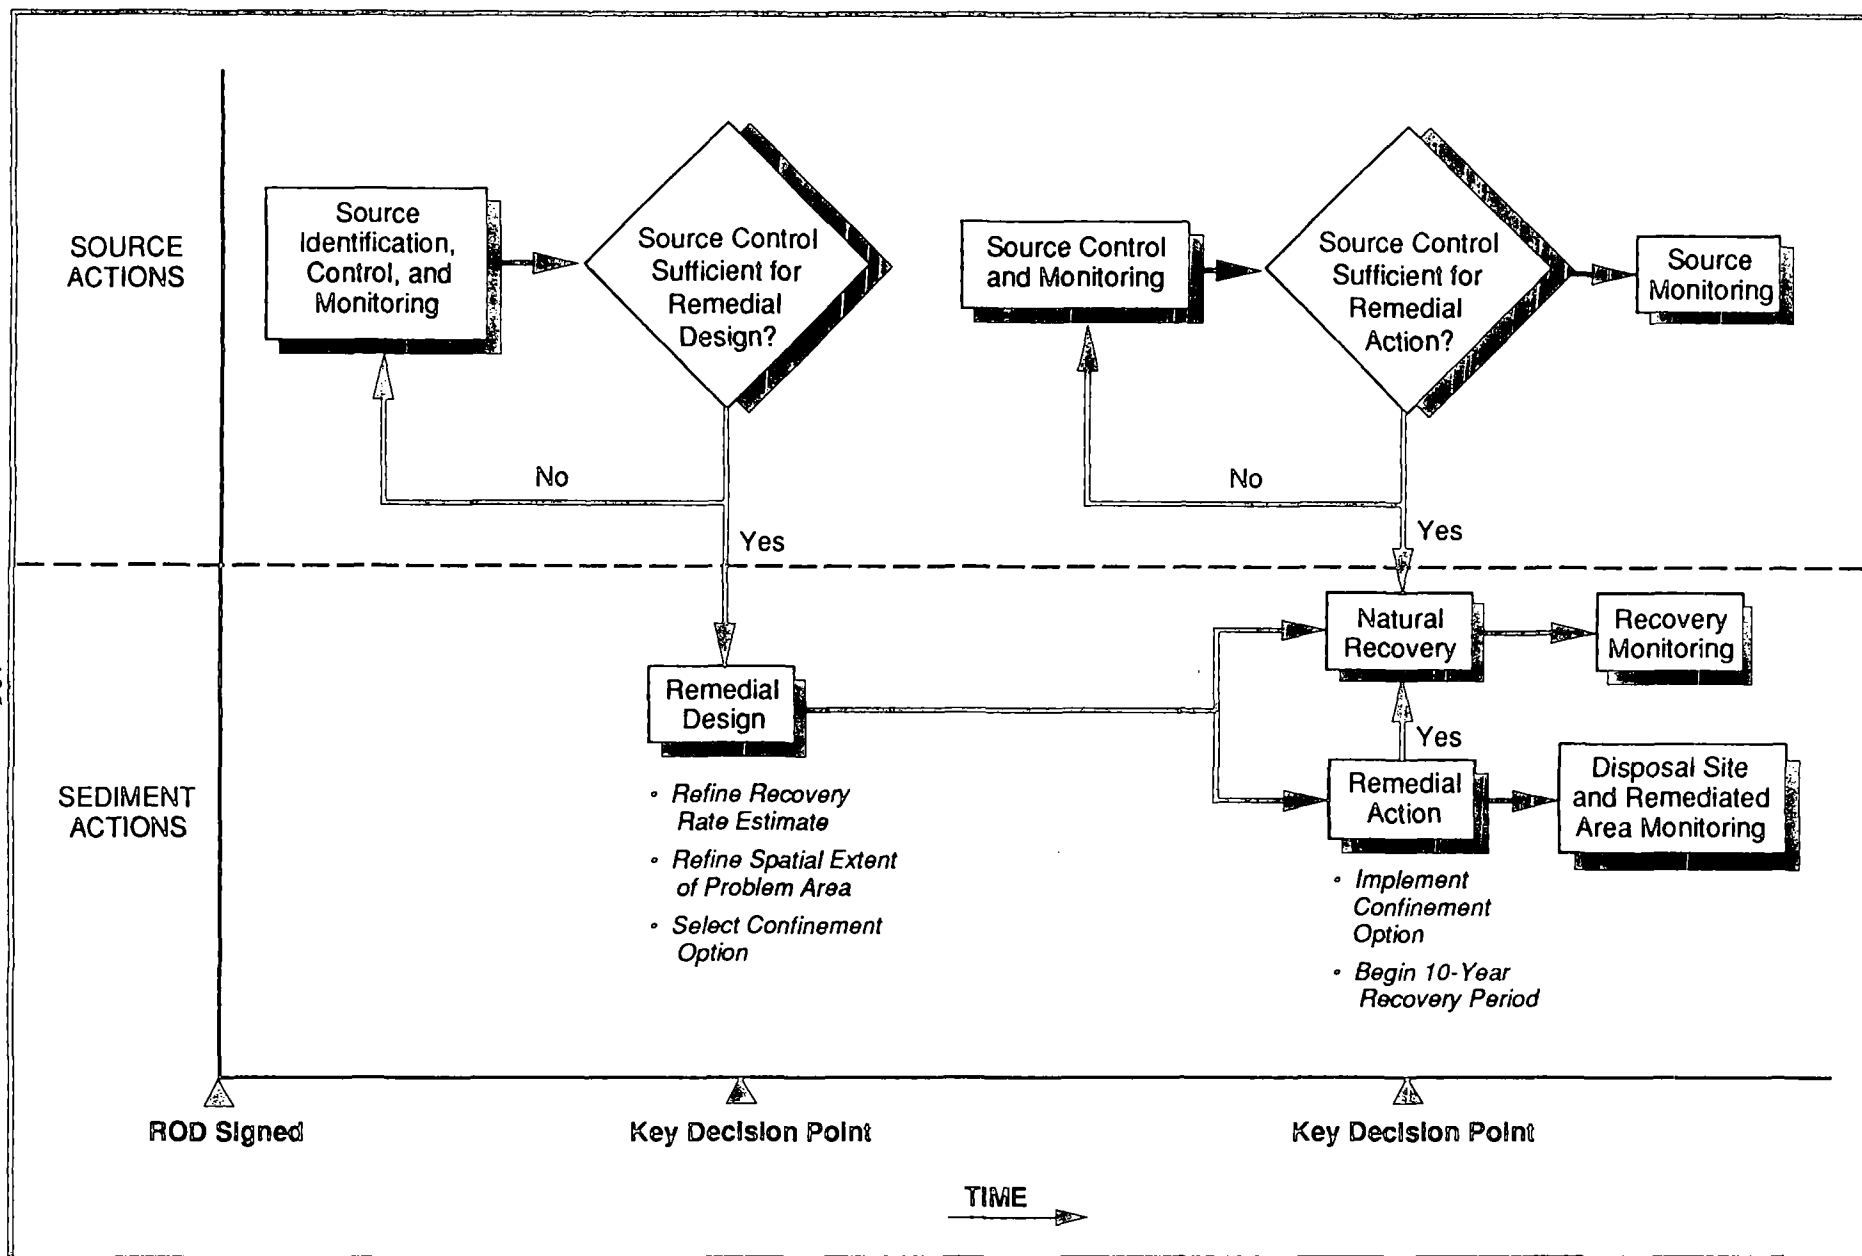 SOURCE
ACTIONS
Source
Identification,
Control, and
Monitoring
Source Control
Sufficient for
Remedial
Design?
Source Control
and Monitoring
Source Control
Sufficient for
Remedial
Action?
Source
Monitoring
No
Yes
No
Yes
SEDIMENT
ACTIONS
Remedial
Design
• Refine Recovery
Rate Estimate
• Refine Spatial Extent
of Problem Area
• Select Confinement
Option
Natural
Recovery
Recovery
Monitoring
Yes
Remedial
Action
Disposal Site
and Remediated
Area Monitoring
• Implement
Confinement
Option
• Begin 10-Year
Recovery Period
ROD Signed
Key Decision Point
Key Decision Point
TIME